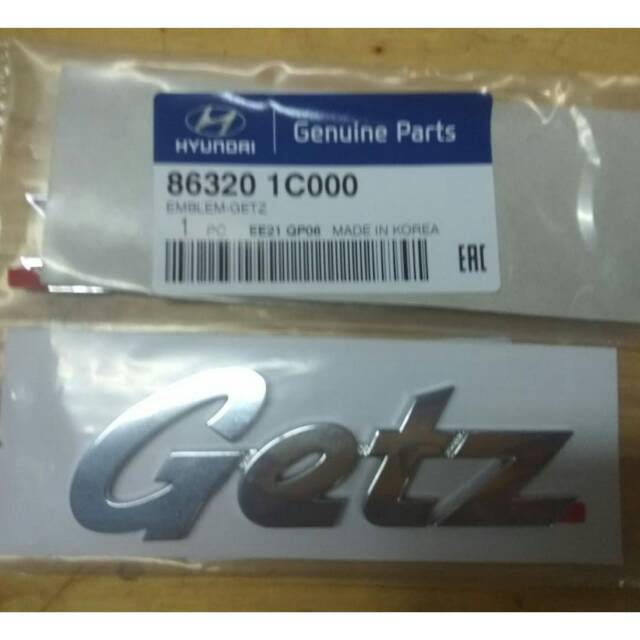 HYUNDAI
Genuine Parts
86320 1C000
EMBLEM-GETZ
1 PC EE21 QP06 MADE IN KOREA
EAC
Getz